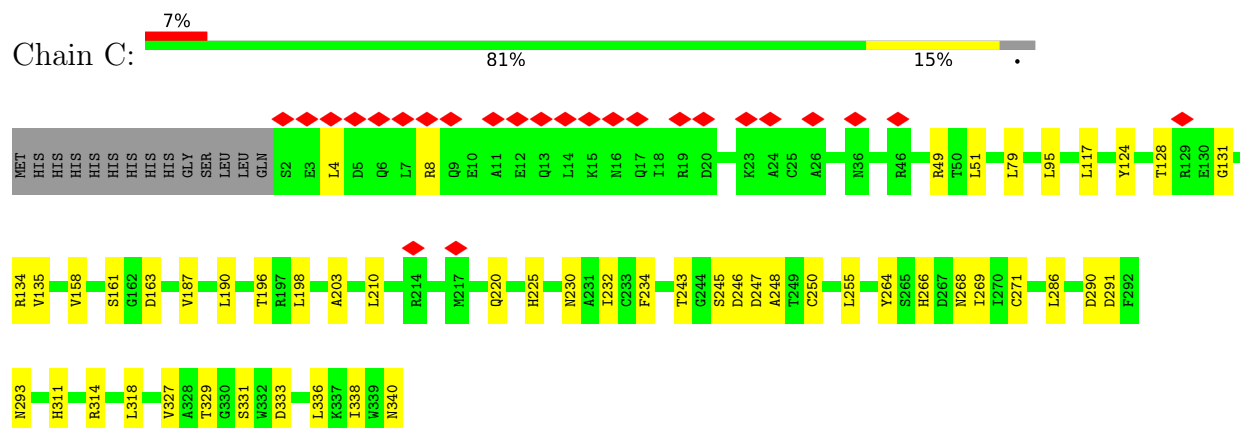 7%
Chain C:
81% 15% •
MET HIS HIS HIS HIS HIS HIS HIS HIS GLY SER LEU LEU GLN S2 E3 L4 D5 Q6 L7 R8 Q9 E10 A11 E12 Q13 L14 K15 N16 Q17 I18 R19 D20 K23 A24 C25 A26 N36 R46 R49 T50 L51 L79 L95 L117 Y124 T128 R129 E130 G131
R134 V135 V158 S161 G162 D163 V187 L190 T196 R197 L198 A203 L210 R214 M217 Q220 H225 N230 A231 I232 C233 F234 T243 G244 S245 D246 D247 A248 T249 C250 L255 Y264 S265 H266 D267 N268 I269 I270 C271 L286 D290 D291 F292
N293 H311 R314 L318 V327 A328 T329 G330 S331 W332 D333 L336 K337 I338 W339 N340